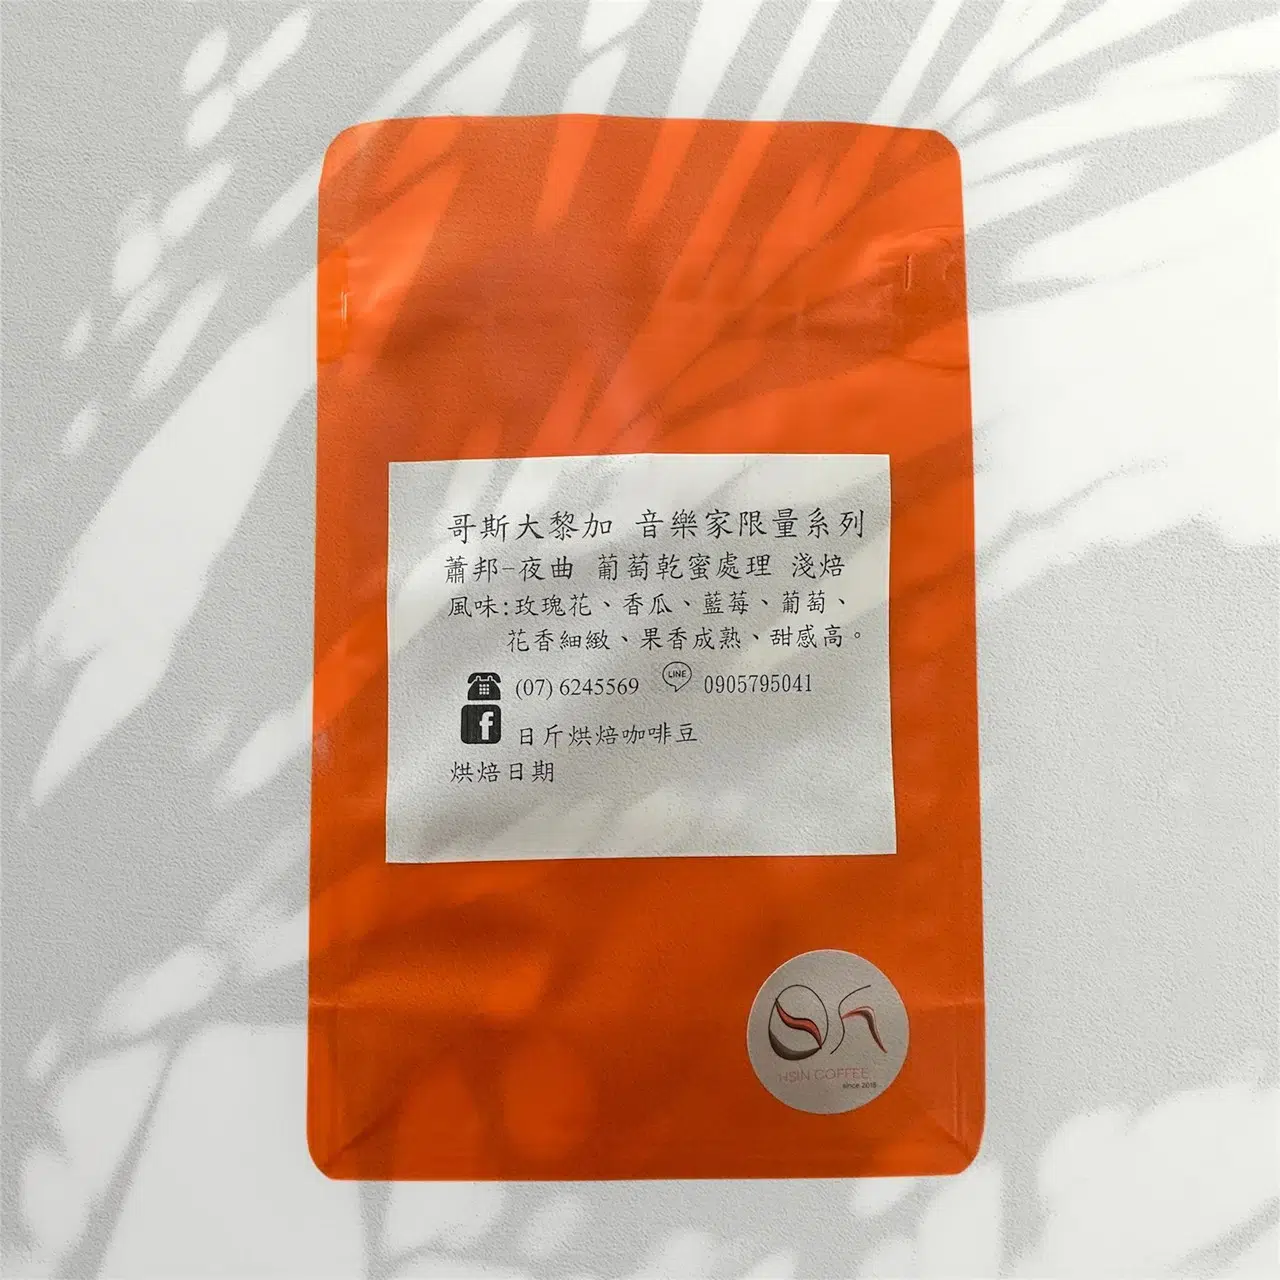 哥斯大黎加 音樂家限量系列
蕭邦-夜曲 葡萄乾蜜處理 淺焙
風味:玫瑰花、香瓜、藍莓、葡萄、
花香細緻、果香成熟、甜感高。
(07) 6245569 LINE 0905795041
f 日斤烘焙咖啡豆
烘焙日期
HSIN COFFEE
since 2018